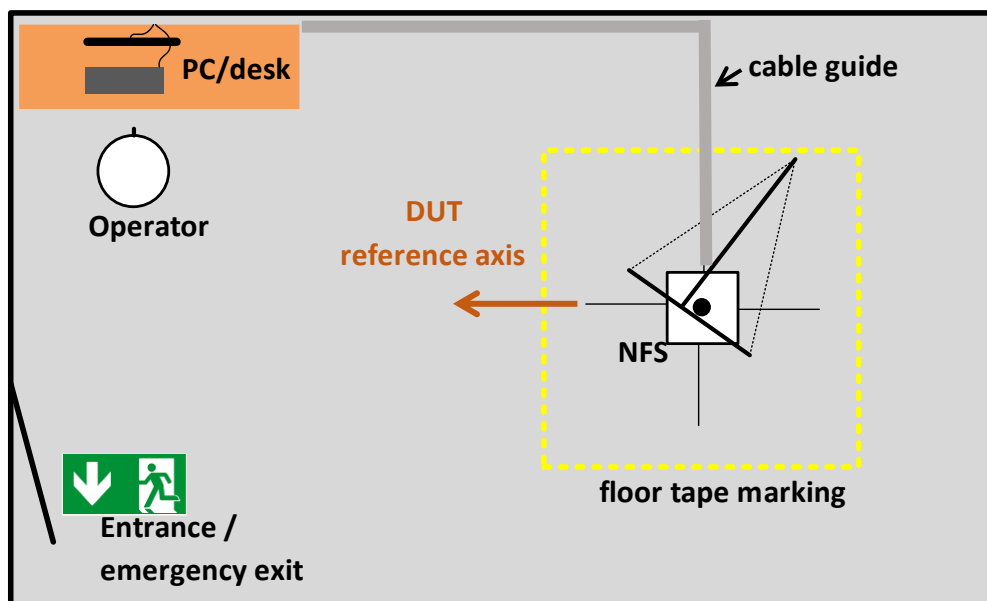 PC/desk
cable guide
Operator
DUT
reference axis
NFS
floor tape marking
Entrance /
emergency exit